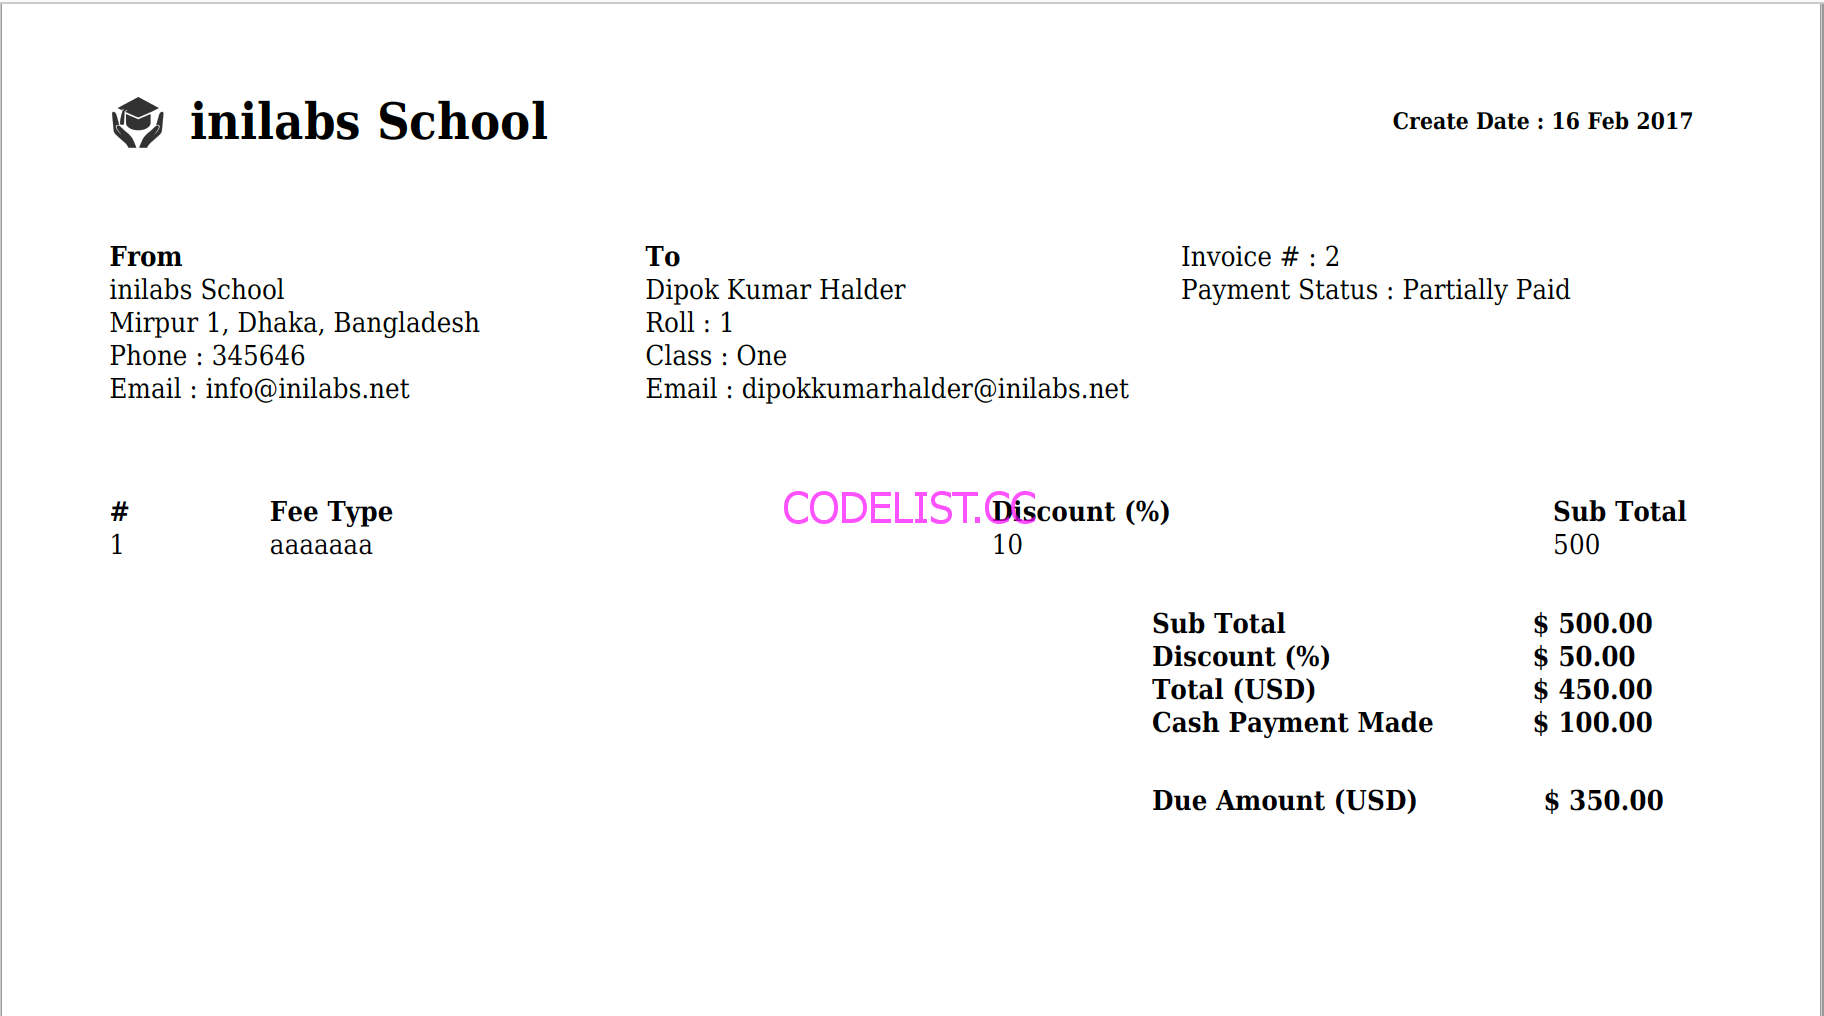 inilabs School
Create Date : 16 Feb 2017
From
inilabs School
Mirpur 1, Dhaka, Bangladesh
Phone : 345646
Email : info@inilabs.net
To
Dipok Kumar Halder
Roll : 1
Class : One
Email : dipokkumarhalder@inilabs.net
Invoice # : 2
Payment Status : Partially Paid
CODELIST.CC
# Fee Type Discount (%) Sub Total
1 aaaaaaa 10 500
Sub Total $ 500.00
Discount (%) $ 50.00
Total (USD) $ 450.00
Cash Payment Made $ 100.00
Due Amount (USD) $ 350.00